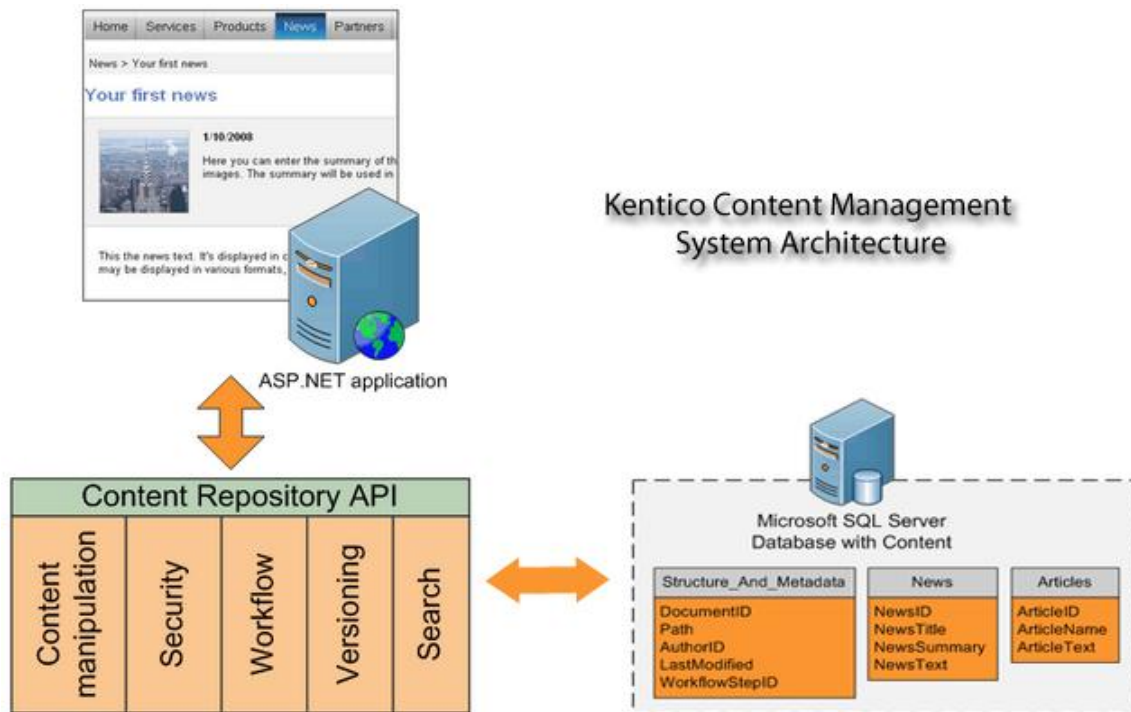 Home Services Products News Partners
News > Your first news
Your first news
1/10/2008
Here you can enter the summary of th
images. The summary will be used in
This the news text. It's displayed in c
may be displayed in various formats,
ASP.NET application
Kentico Content Management
System Architecture
Content Repository API
Content
manipulation
Security
Workflow
Versioning
Search
Microsoft SQL Server
Database with Content
Structure_And_Metadata
DocumentID
Path
AuthorID
LastModified
WorkflowStepID
News
NewsID
NewsTitle
NewsSummary
NewsText
Articles
ArticleID
ArticleName
ArticleText